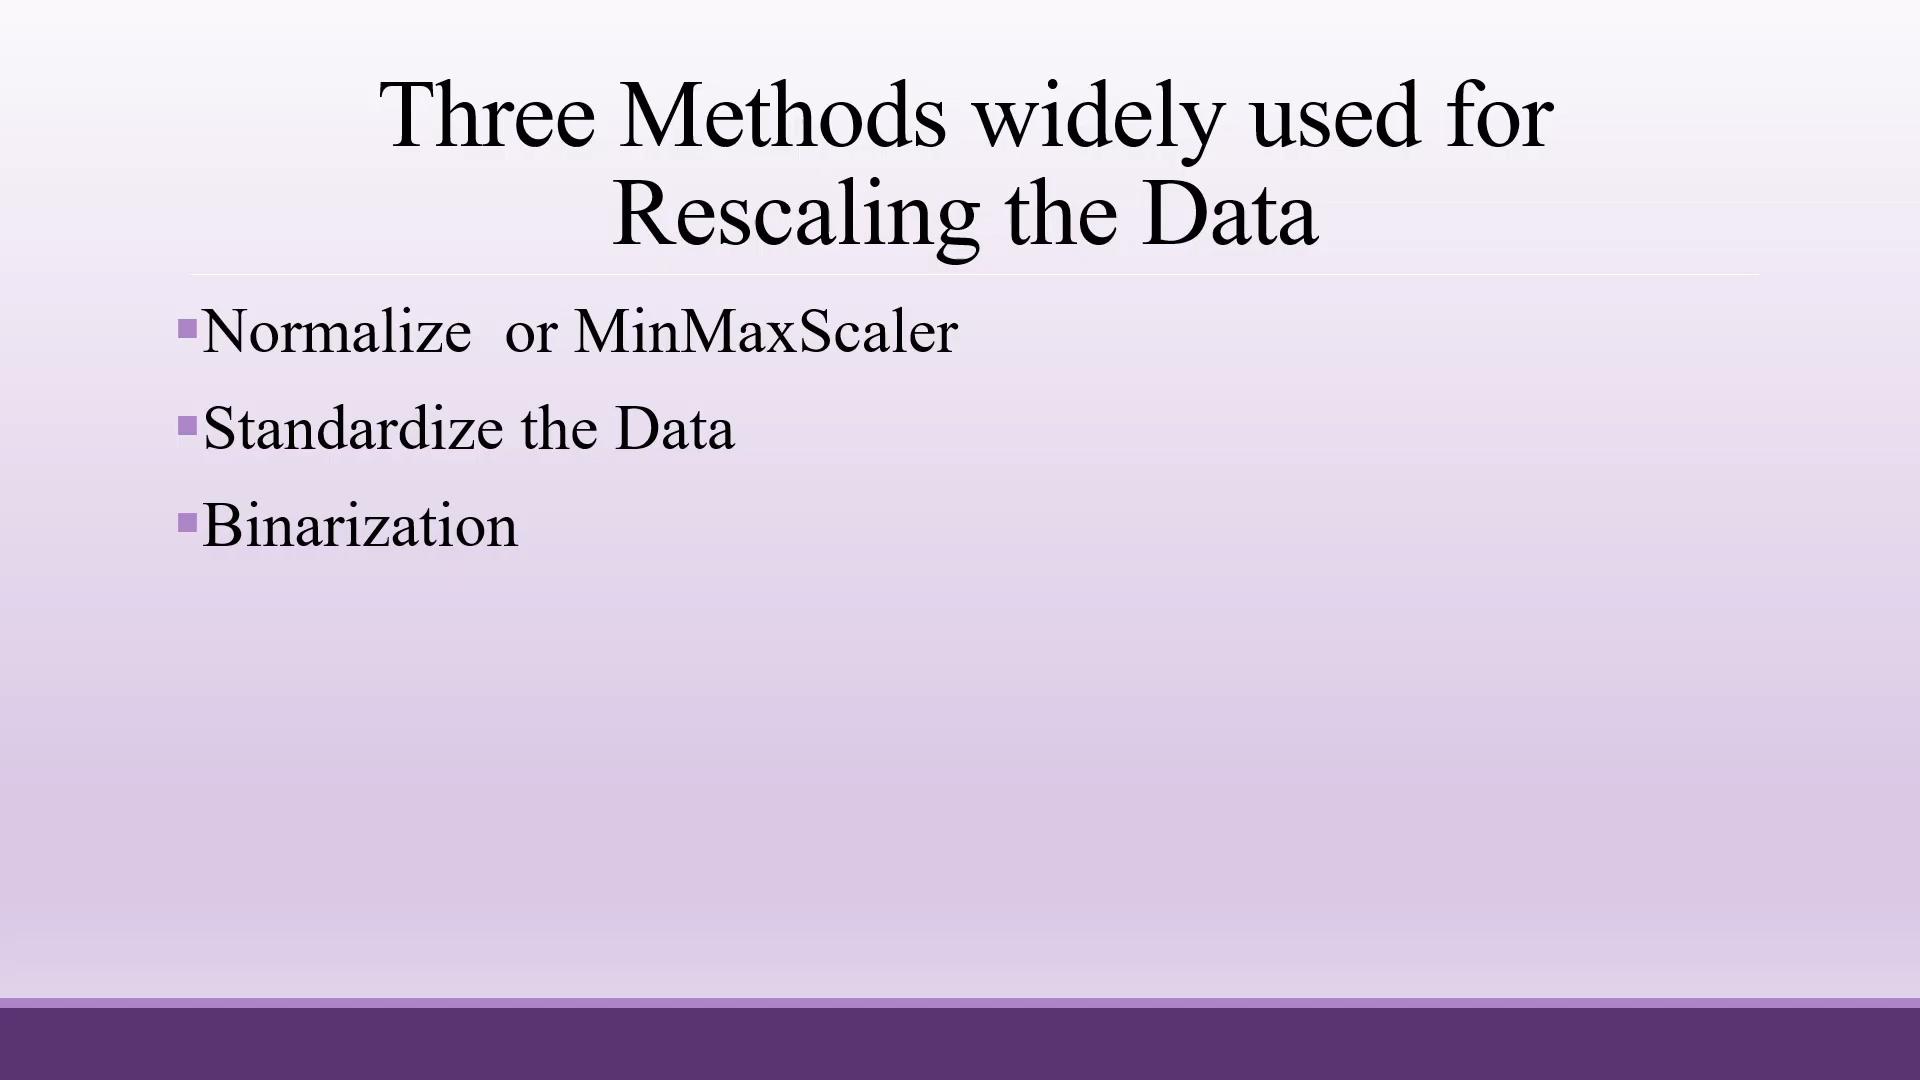 Three Methods widely used for
Rescaling the Data
Normalize  or MinMaxScaler
Standardize the Data
Binarization